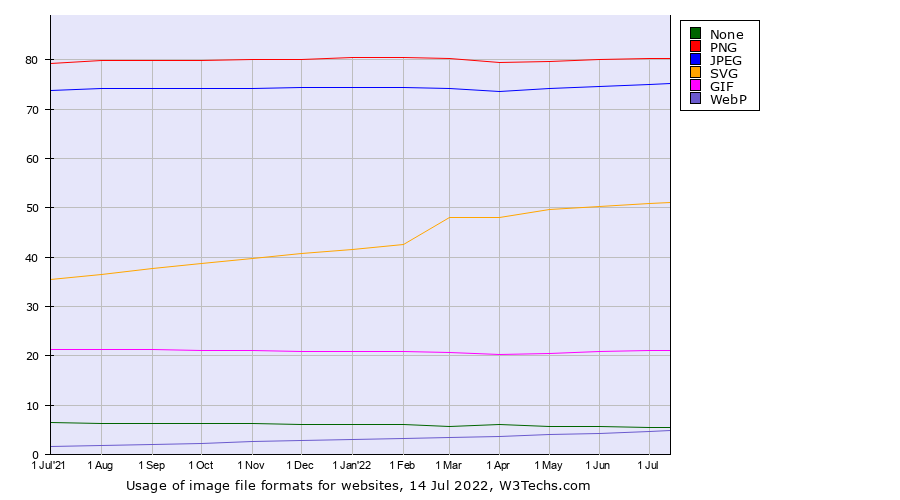 None
PNG
JPEG
SVG
GIF
WebP
80
70
60
50
40
30
20
10
0
1 Jul'21 1 Aug 1 Sep 1 Oct 1 Nov 1 Dec 1 Jan'22 1 Feb 1 Mar 1 Apr 1 May 1 Jun 1 Jul
Usage of image file formats for websites, 14 Jul 2022, W3Techs.com